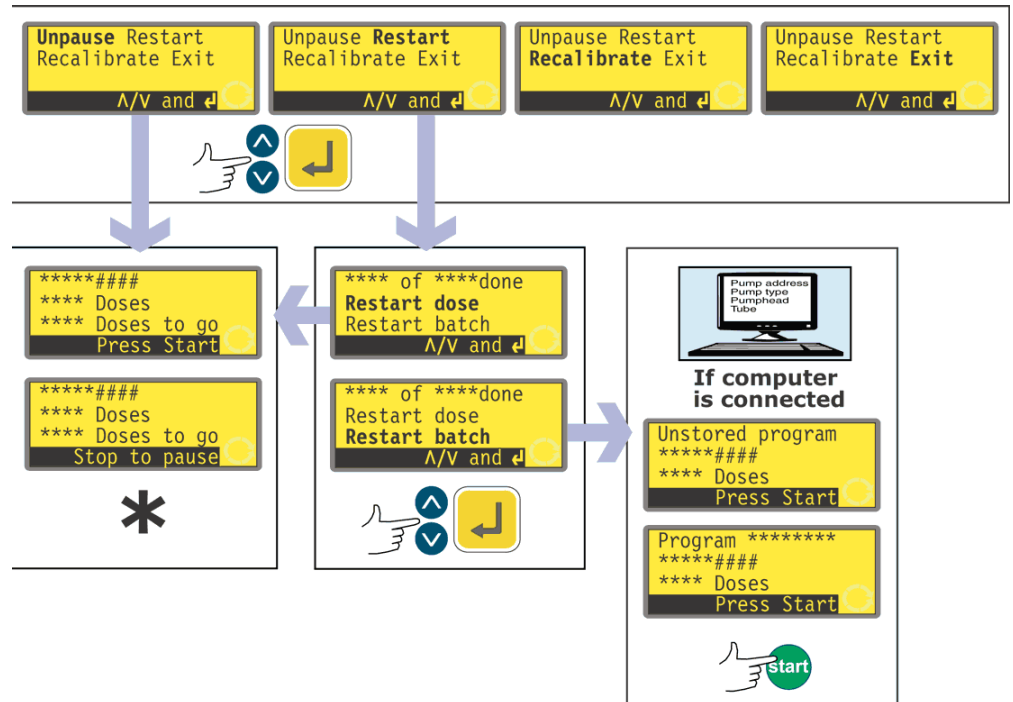 Unpause Restart
Recalibrate Exit
Λ/V and ↵
Unpause Restart
Recalibrate Exit
Λ/V and ↵
Unpause Restart
Recalibrate Exit
Λ/V and ↵
Unpause Restart
Recalibrate Exit
Λ/V and ↵
*****####
**** Doses
**** Doses to go
Press Start
*****####
**** Doses
**** Doses to go
Stop to pause
*
**** of ****done
Restart dose
Restart batch
Λ/V and ↵
**** of ****done
Restart dose
Restart batch
Λ/V and ↵
Pump address
Pump type
Pumphead
Tube
If computer
is connected
Unstored program
*****####
**** Doses
Press Start
Program ********
*****####
**** Doses
Press Start
start